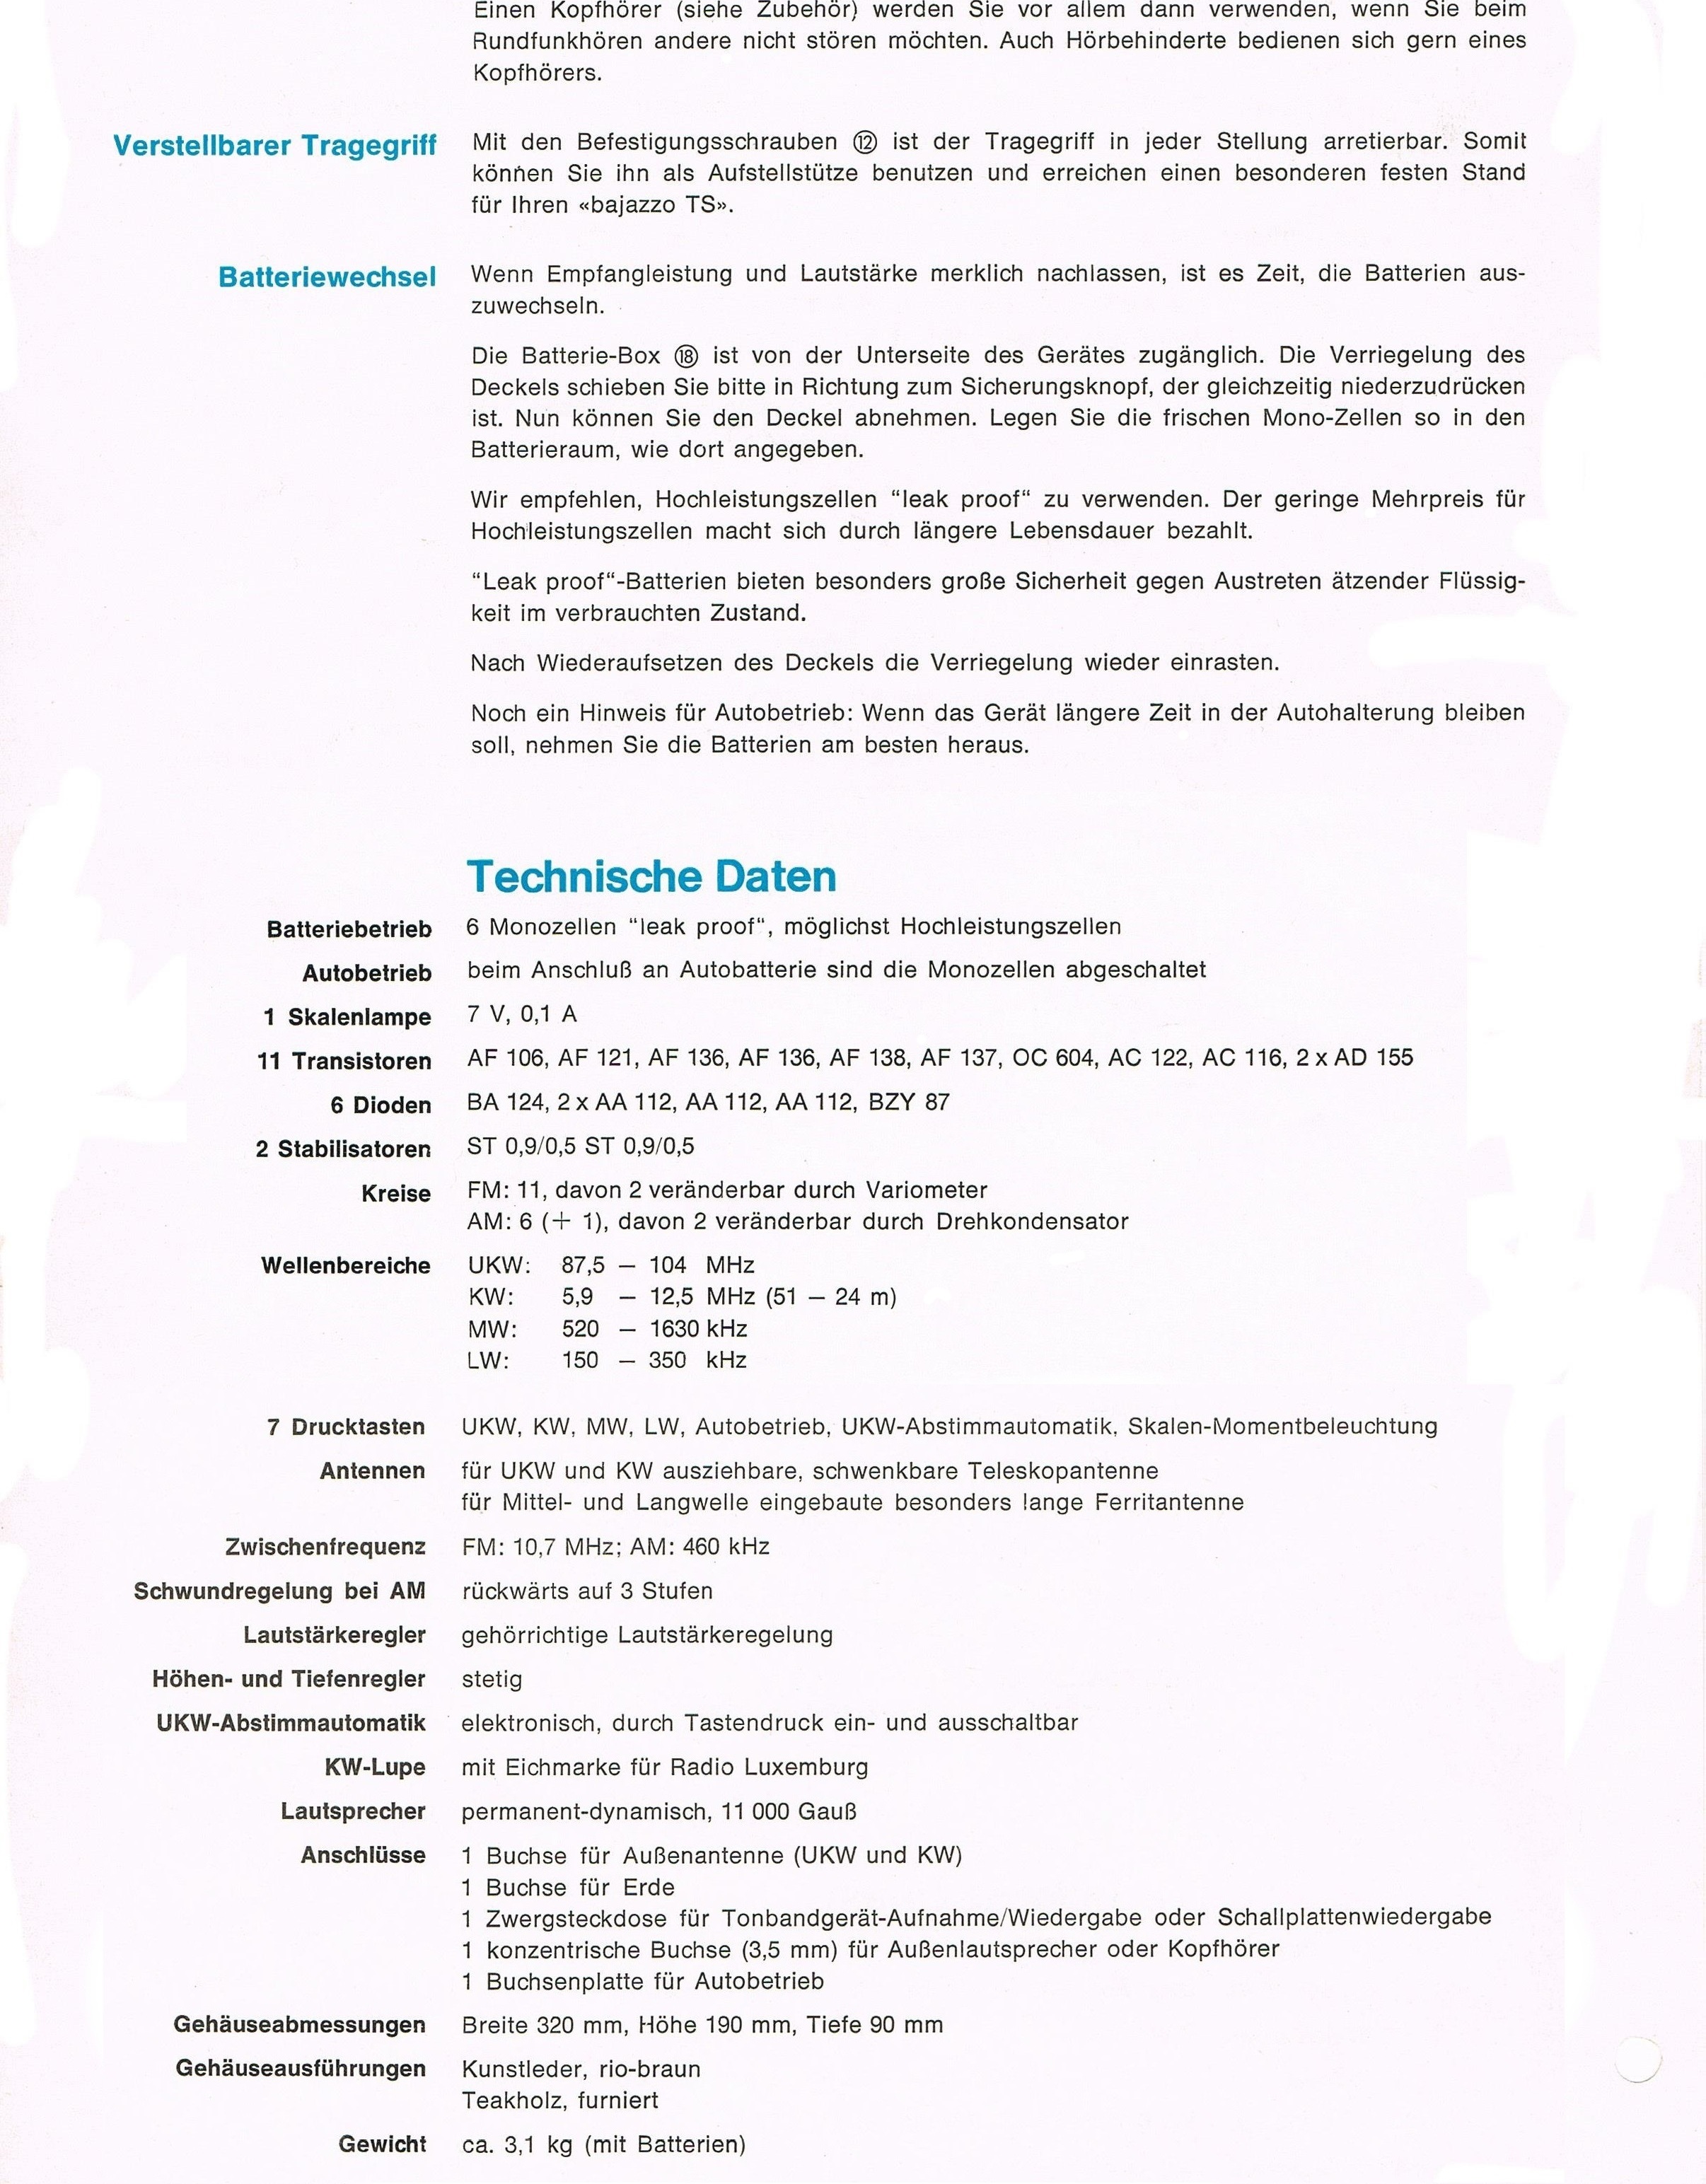 Einen Kopfhörer (siehe Zubehör) werden Sie vor allem dann verwenden, wenn Sie beim
Rundfunkhören andere nicht stören möchten. Auch Hörbehinderte bedienen sich gern eines
Kopfhörers.
Verstellbarer Tragegriff
Mit den Befestigungsschrauben ⑫ ist der Tragegriff in jeder Stellung arretierbar. Somit
können Sie ihn als Aufstellstütze benutzen und erreichen einen besonderen festen Stand
für Ihren «bajazzo TS».
Batteriewechsel
Wenn Empfangleistung und Lautstärke merklich nachlassen, ist es Zeit, die Batterien aus-
zuwechseln.
Die Batterie-Box ⑱ ist von der Unterseite des Gerätes zugänglich. Die Verriegelung des
Deckels schieben Sie bitte in Richtung zum Sicherungsknopf, der gleichzeitig niederzudrücken
ist. Nun können Sie den Deckel abnehmen. Legen Sie die frischen Mono-Zellen so in den
Batterieraum, wie dort angegeben.
Wir empfehlen, Hochleistungszellen “leak proof“ zu verwenden. Der geringe Mehrpreis für
Hochleistungszellen macht sich durch längere Lebensdauer bezahlt.
“Leak proof“-Batterien bieten besonders große Sicherheit gegen Austreten ätzender Flüssig-
keit im verbrauchten Zustand.
Nach Wiederaufsetzen des Deckels die Verriegelung wieder einrasten.
Noch ein Hinweis für Autobetrieb: Wenn das Gerät längere Zeit in der Autohalterung bleiben
soll, nehmen Sie die Batterien am besten heraus.
Technische Daten
Batteriebetrieb 6 Monozellen “leak proof“, möglichst Hochleistungszellen
Autobetrieb beim Anschluß an Autobatterie sind die Monozellen abgeschaltet
1 Skalenlampe 7 V, 0,1 A
11 Transistoren AF 106, AF 121, AF 136, AF 136, AF 138, AF 137, OC 604, AC 122, AC 116, 2 x AD 155
6 Dioden BA 124, 2 x AA 112, AA 112, AA 112, BZY 87
2 Stabilisatoren ST 0,9/0,5 ST 0,9/0,5
Kreise FM: 11, davon 2 veränderbar durch Variometer
AM: 6 (+ 1), davon 2 veränderbar durch Drehkondensator
Wellenbereiche UKW: 87,5 — 104 MHz
KW: 5,9 — 12,5 MHz (51 — 24 m)
MW: 520 — 1630 kHz
LW: 150 — 350 kHz
7 Drucktasten UKW, KW, MW, LW, Autobetrieb, UKW-Abstimmautomatik, Skalen-Momentbeleuchtung
Antennen für UKW und KW ausziehbare, schwenkbare Teleskopantenne
für Mittel- und Langwelle eingebaute besonders lange Ferritantenne
Zwischenfrequenz FM: 10,7 MHz; AM: 460 kHz
Schwundregelung bei AM rückwärts auf 3 Stufen
Lautstärkeregler gehörrichtige Lautstärkeregelung
Höhen- und Tiefenregler stetig
UKW-Abstimmautomatik elektronisch, durch Tastendruck ein- und ausschaltbar
KW-Lupe mit Eichmarke für Radio Luxemburg
Lautsprecher permanent-dynamisch, 11 000 Gauß
Anschlüsse 1 Buchse für Außenantenne (UKW und KW)
1 Buchse für Erde
1 Zwergsteckdose für Tonbandgerät-Aufnahme/Wiedergabe oder Schallplattenwiedergabe
1 konzentrische Buchse (3,5 mm) für Außenlautsprecher oder Kopfhörer
1 Buchsenplatte für Autobetrieb
Gehäuseabmessungen Breite 320 mm, Höhe 190 mm, Tiefe 90 mm
Gehäuseausführungen Kunstleder, rio-braun
Teakholz, furniert
Gewicht ca. 3,1 kg (mit Batterien)